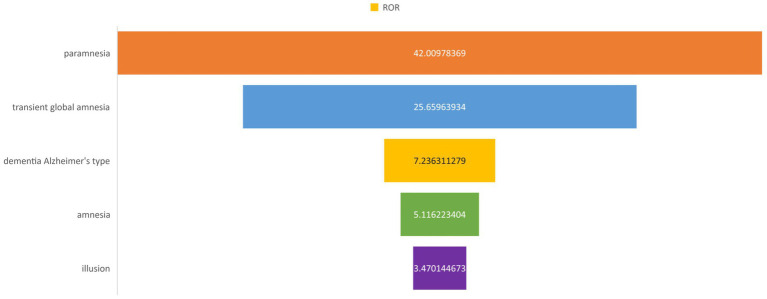 ROR
paramnesia
42.00978369
transient global amnesia
25.65963934
dementia Alzheimer's type
7.236311279
amnesia
5.116223404
illusion
3.470144673